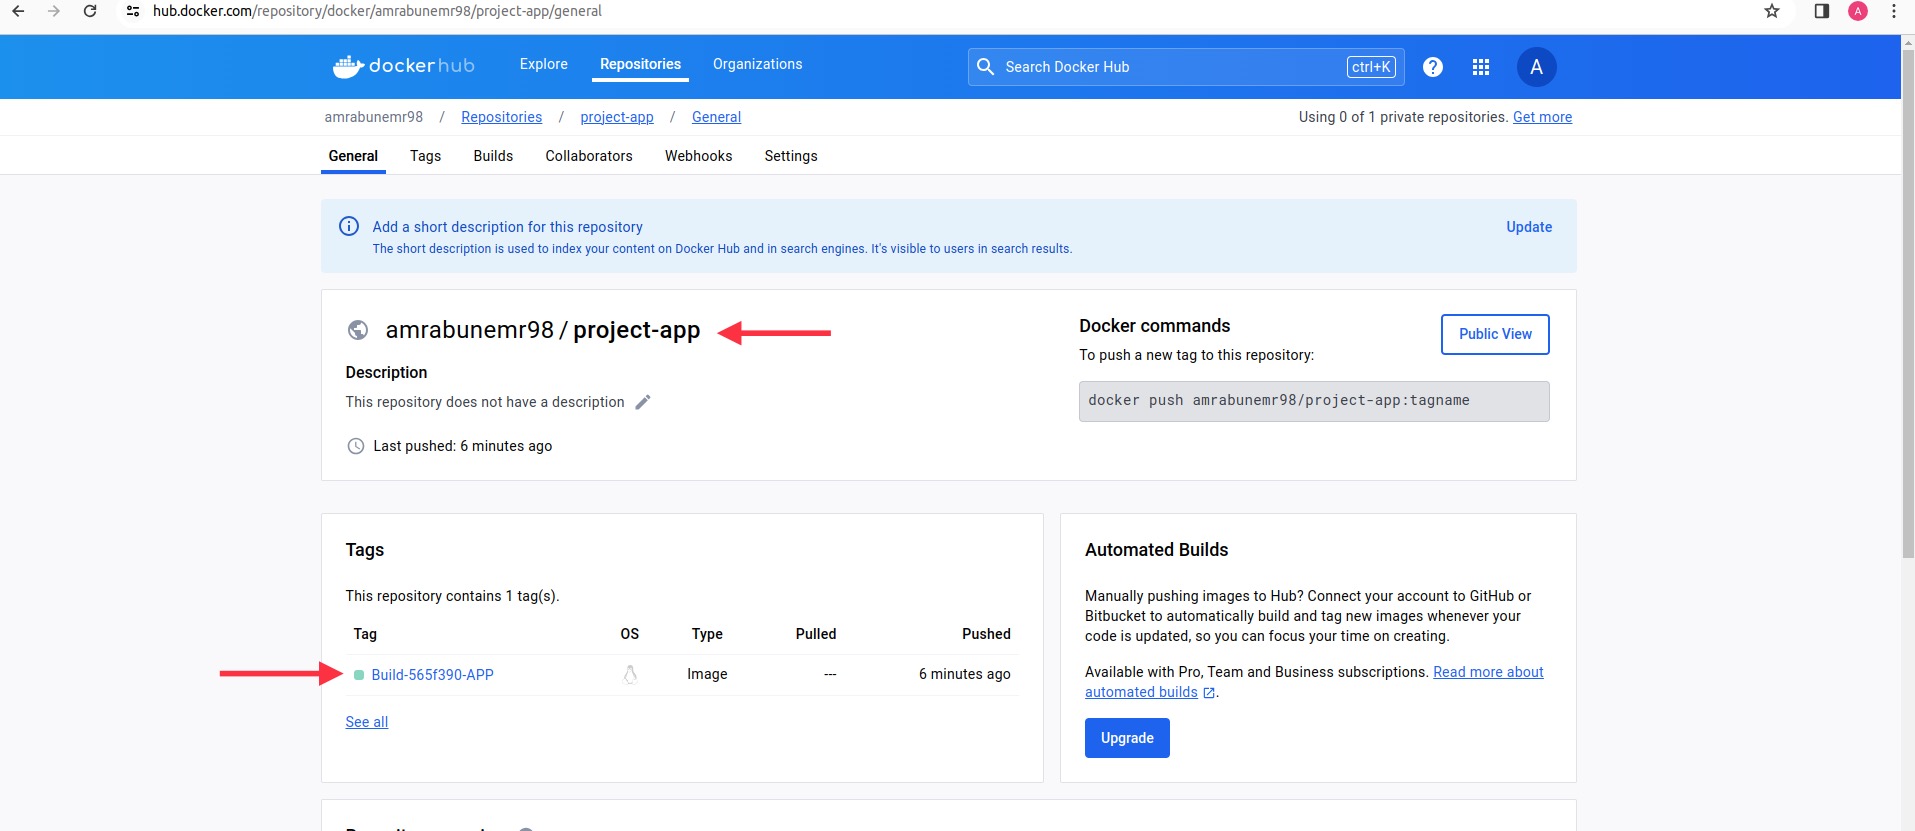 hub.docker.com/repository/docker/amrabunemr98/project-app/general
A
dockerhub
Explore
Repositories
Organizations
Search Docker Hub
ctrl+K
?
A
amrabunemr98 / Repositories / project-app / General
Using 0 of 1 private repositories. Get more
General
Tags
Builds
Collaborators
Webhooks
Settings
Add a short description for this repository
Update
The short description is used to index your content on Docker Hub and in search engines. It's visible to users in search results.
amrabunemr98 / project-app
Description
This repository does not have a description
Last pushed: 6 minutes ago
Docker commands
Public View
To push a new tag to this repository:
docker push amrabunemr98/project-app:tagname
Tags
This repository contains 1 tag(s).
Tag OS Type Pulled Pushed
Build-565f390-APP Image --- 6 minutes ago
See all
Automated Builds
Manually pushing images to Hub? Connect your account to GitHub or
Bitbucket to automatically build and tag new images whenever your
code is updated, so you can focus your time on creating.
Available with Pro, Team and Business subscriptions. Read more about
automated builds.
Upgrade